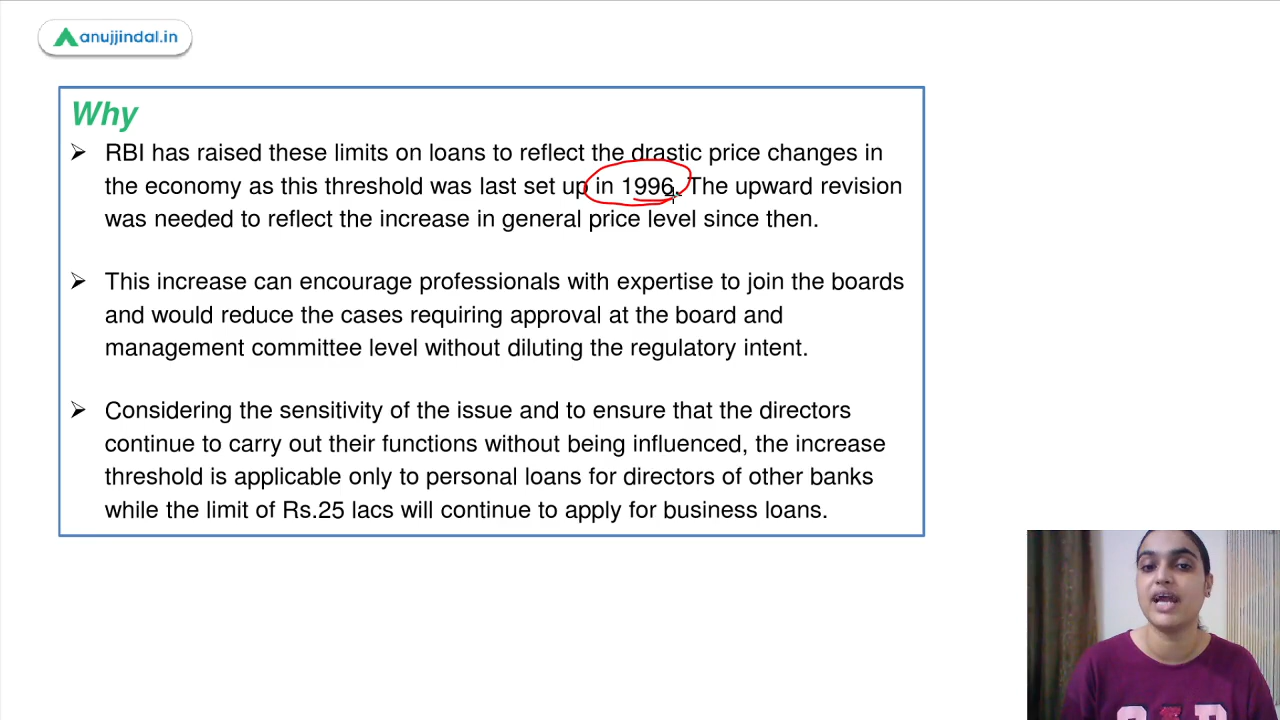 anujjindal.in
Why
➢ RBI has raised these limits on loans to reflect the drastic price changes in
the economy as this threshold was last set up in 1996. The upward revision
was needed to reflect the increase in general price level since then.
➢ This increase can encourage professionals with expertise to join the boards
and would reduce the cases requiring approval at the board and
management committee level without diluting the regulatory intent.
➢ Considering the sensitivity of the issue and to ensure that the directors
continue to carry out their functions without being influenced, the increase
threshold is applicable only to personal loans for directors of other banks
while the limit of Rs.25 lacs will continue to apply for business loans.